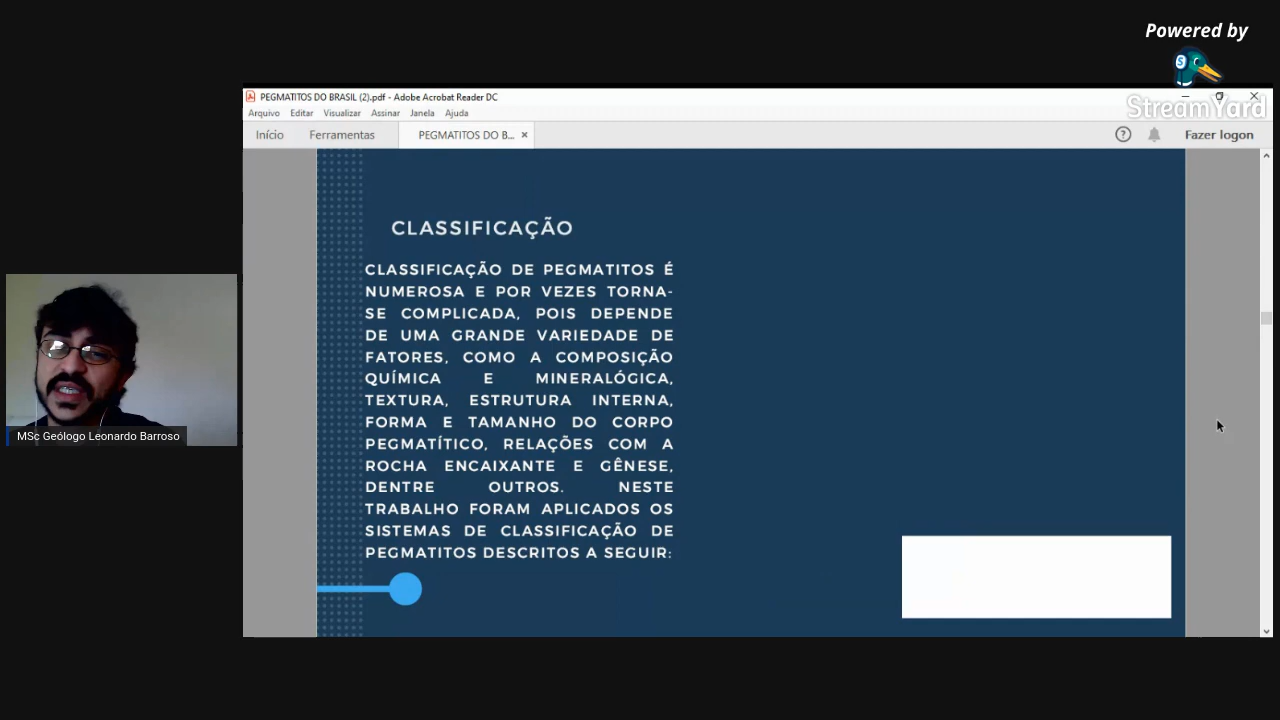 Powered by
StreamYard
PEGMATITOS DO BRASIL (2).pdf - Adobe Acrobat Reader DC
Arquivo Editar Visualizar Assinar Janela Ajuda
Início Ferramentas PEGMATITOS DO B... × Fazer logon
CLASSIFICAÇÃO
CLASSIFICAÇÃO DE PEGMATITOS É
NUMEROSA E POR VEZES TORNA-
SE COMPLICADA, POIS DEPENDE
DE UMA GRANDE VARIEDADE DE
FATORES, COMO A COMPOSIÇÃO
QUÍMICA E MINERALÓGICA,
TEXTURA, ESTRUTURA INTERNA,
FORMA E TAMANHO DO CORPO
PEGMATÍTICO, RELAÇÕES COM A
ROCHA ENCAIXANTE E GÊNESE,
DENTRE OUTROS. NESTE
TRABALHO FORAM APLICADOS OS
SISTEMAS DE CLASSIFICAÇÃO DE
PEGMATITOS DESCRITOS A SEGUIR:
MSc Geólogo Leonardo Barroso